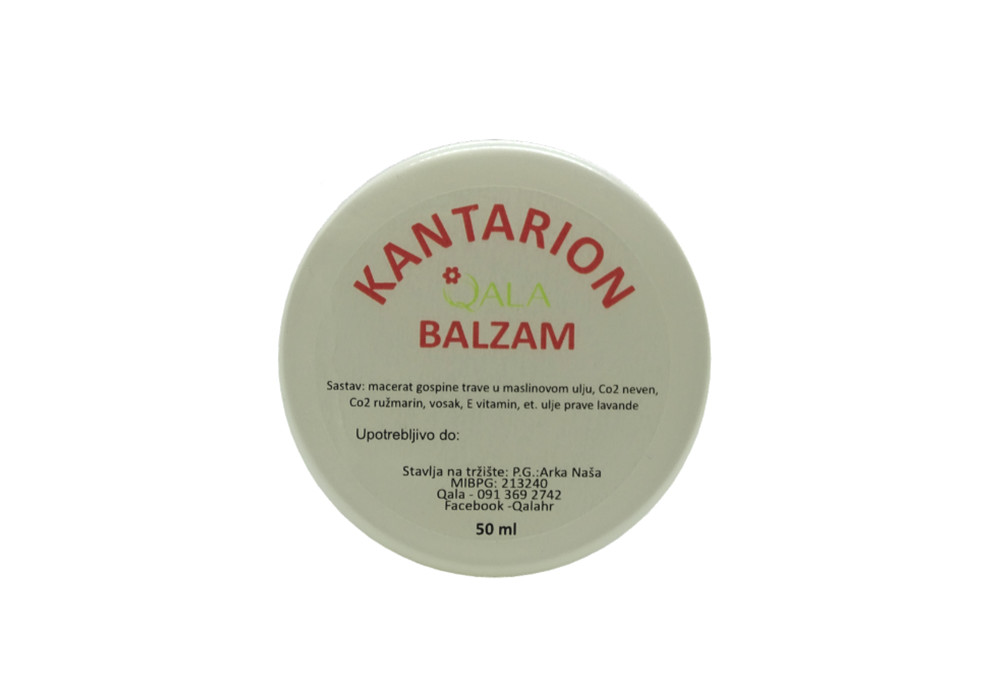 KANTARION
QALA
BALZAM
Sastav: macerat gospine trave u maslinovom ulju, Co2 neven,
Co2 ružmarin, vosak, E vitamin, et. ulje prave lavande
Upotrebljivo do:
Stavlja na tržište: P.G.:Arka Naša
MIBPG: 213240
Qala - 091 369 2742
Facebook -Qalahr
50 ml